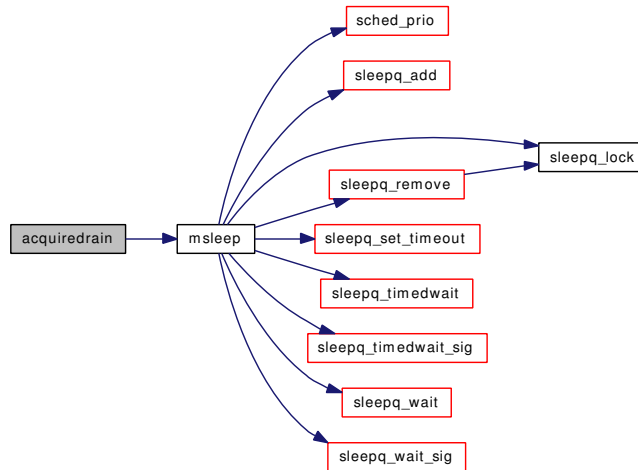 sched_prio
sleepq_add
sleepq_lock
sleepq_remove
acquiredrain
msleep
sleepq_set_timeout
sleepq_timedwait
sleepq_timedwait_sig
sleepq_wait
sleepq_wait_sig